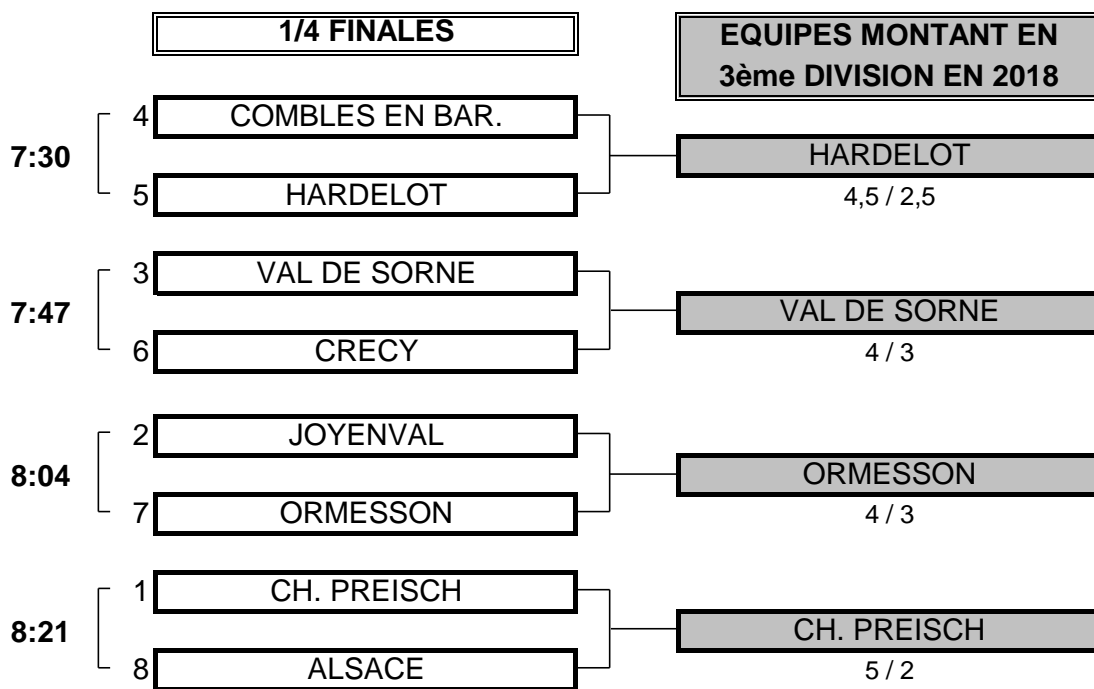 1/4 FINALES
EQUIPES MONTANT EN
3ème DIVISION EN 2018
4 COMBLES EN BAR.
7:30
HARDELOT
5 HARDELOT
4,5 / 2,5
3 VAL DE SORNE
7:47
VAL DE SORNE
6 CRECY
4 / 3
2 JOYENVAL
8:04
ORMESSON
7 ORMESSON
4 / 3
1 CH. PREISCH
8:21
CH. PREISCH
8 ALSACE
5 / 2